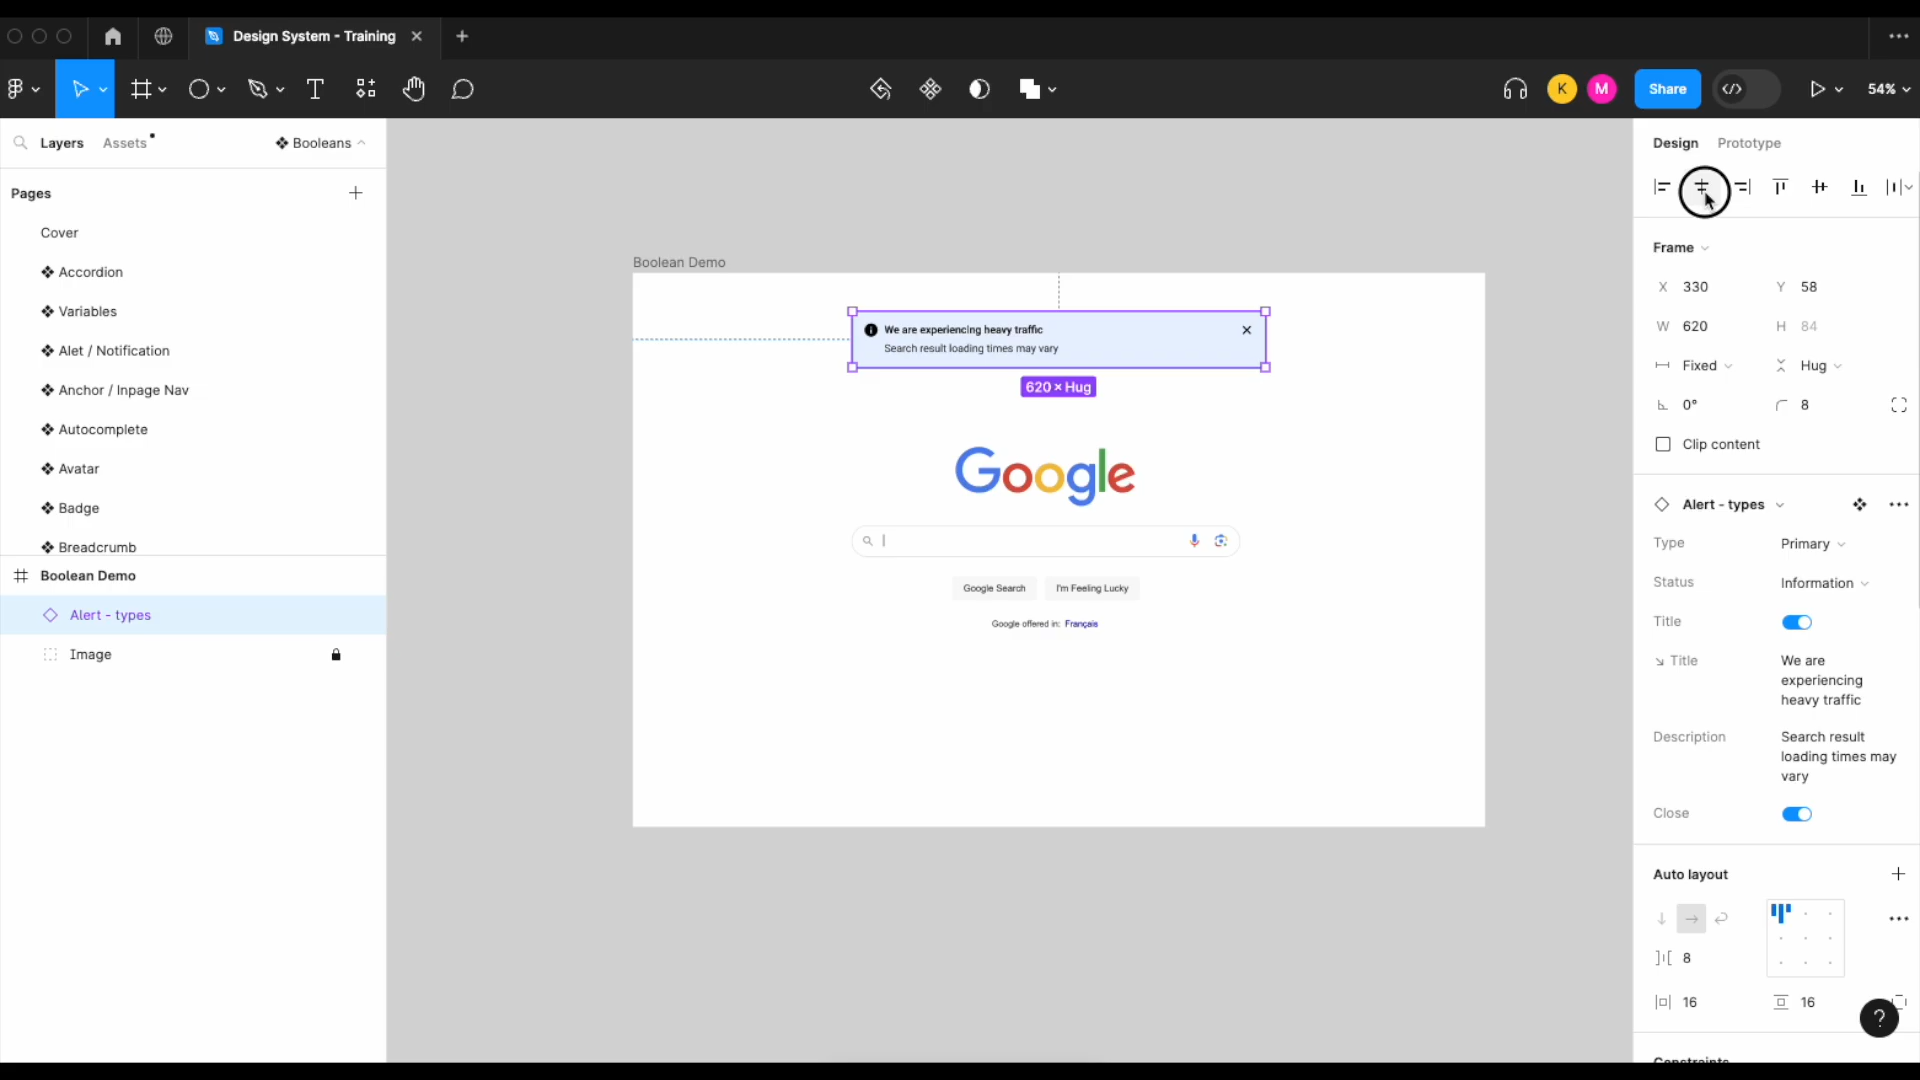 Design System - Training
K
M
Share
54%
Layers
Assets
Booleans
Pages
Cover
Accordion
Variables
Alet / Notification
Anchor / Inpage Nav
Autocomplete
Avatar
Badge
Breadcrumb
Boolean Demo
Alert - types
Image
Boolean Demo
We are experiencing heavy traffic
Search result loading times may vary
620 × Hug
Google
Google Search
I'm Feeling Lucky
Google offered in: Français
Design
Prototype
Frame
X 330
Y 58
W 620
H 84
Fixed
Hug
0°
8
Clip content
Alert - types
Type
Primary
Status
Information
Title
Title
We are
experiencing
heavy traffic
Description
Search result
loading times may
vary
Close
Auto layout
8
16
16
?
Constraints